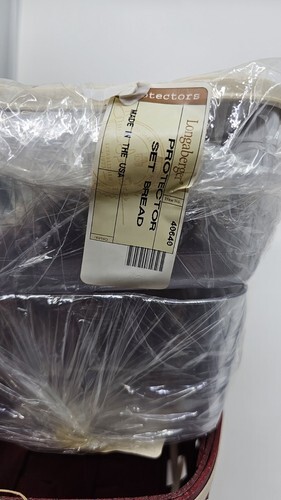 Protectors
Longaberger
40640
PROTECTOR
SET BREAD
MADE IN THE USA